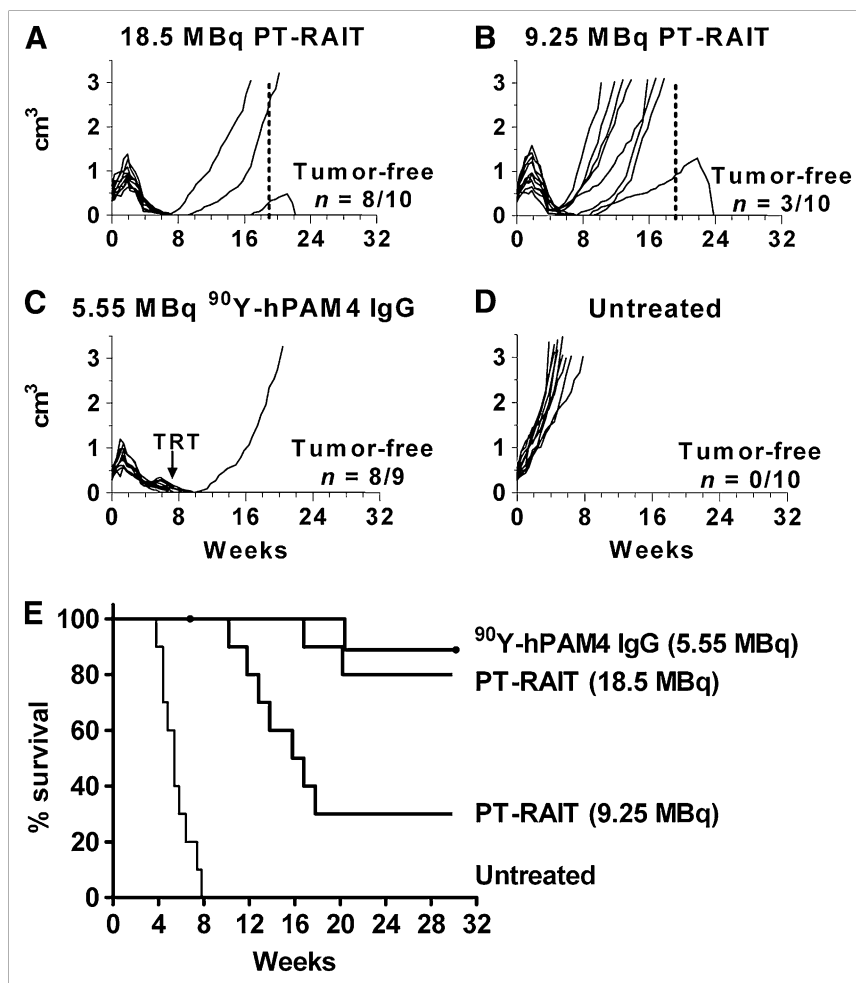 A 18.5 MBq PT-RAIT
cm³
3
2
1
0
0 8 16 24 32
Tumor-free
n = 8/10
B 9.25 MBq PT-RAIT
3
2
1
0
0 8 16 24 32
Tumor-free
n = 3/10
C 5.55 MBq ⁹⁰Y-hPAM4 IgG
cm³
3
2
1
0
0 8 16 24 32
TRT
Tumor-free
n = 8/9
Weeks
D Untreated
3
2
1
0
0 8 16 24 32
Tumor-free
n = 0/10
Weeks
E
% survival
100
80
60
40
20
0
0 4 8 12 16 20 24 28 32
Weeks
⁹⁰Y-hPAM4 IgG (5.55 MBq)
PT-RAIT (18.5 MBq)
PT-RAIT (9.25 MBq)
Untreated